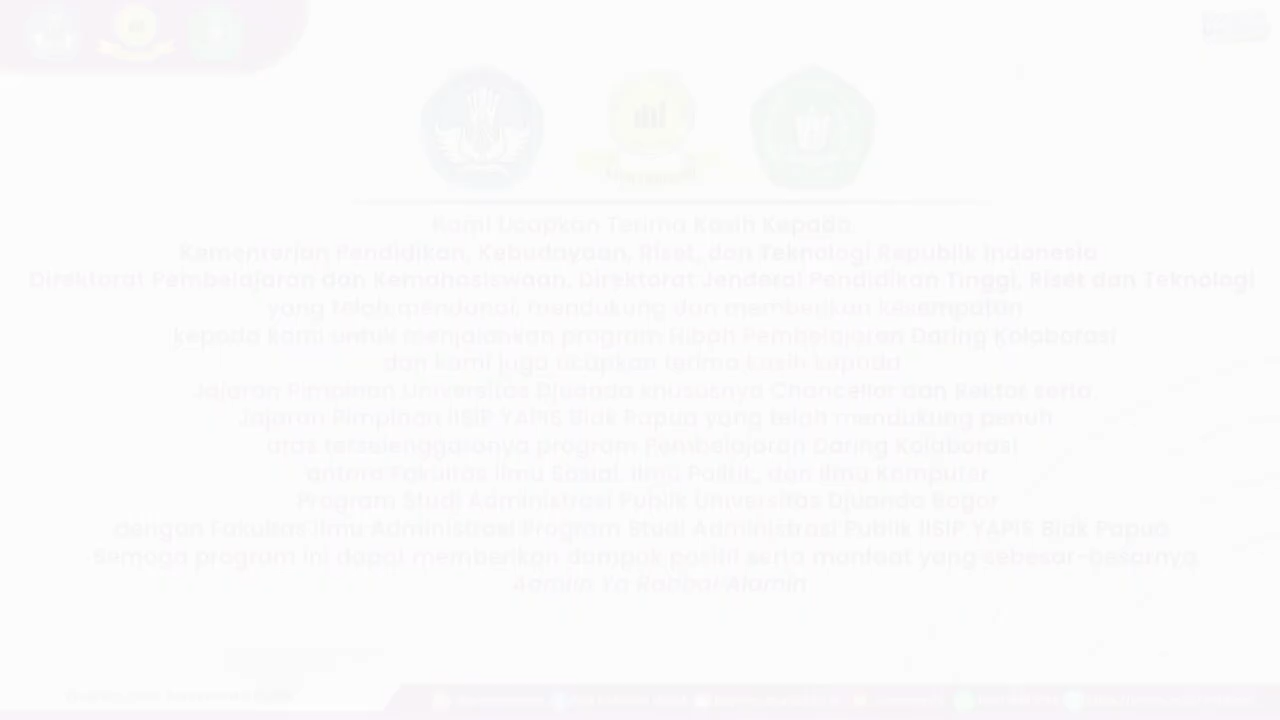 Kami Ucapkan Terima Kasih Kepada
Kementerian Pendidikan, Kebudayaan, Riset, dan Teknologi Republik Indonesia
Direktorat Pembelajaran dan Kemahasiswaan, Direktorat Jenderal Pendidikan Tinggi, Riset dan Teknologi
yang telah mendanai, mendukung dan memberikan kesempatan
kepada kami untuk menjalankan program Hibah Pembelajaran Daring Kolaborasi
dan kami juga ucapkan terima kasih kepada
Jajaran Pimpinan Universitas Djuanda khususnya Chancellor dan Rektor serta
Jajaran Pimpinan IISIP YAPIS Biak Papua yang telah mendukung penuh
atas terselenggaranya program Pembelajaran Daring Kolaborasi
antara Fakultas Ilmu Sosial, Ilmu Politik, dan Ilmu Komputer
Program Studi Administrasi Publik Universitas Djuanda Bogor
dengan Fakultas Ilmu Administrasi Program Studi Administrasi Publik IISIP YAPIS Biak Papua
Semoga program ini dapat memberikan dampak positif serta manfaat yang sebesar-besarnya
Aamiin Ya Rabbal Alamin